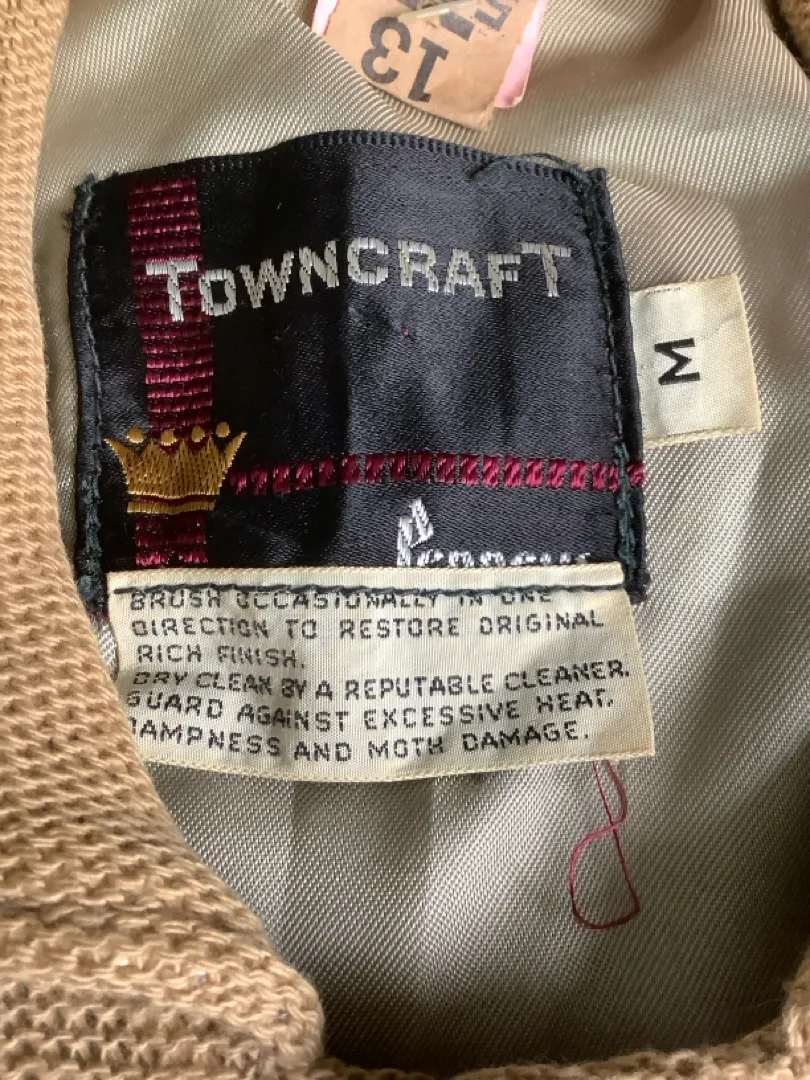 13
TOWNCRAFT
M
Penneys
BRUSH OCCASIONALLY IN ONE
DIRECTION TO RESTORE ORIGINAL
RICH FINISH.
DRY CLEAN BY A REPUTABLE CLEANER.
GUARD AGAINST EXCESSIVE HEAT,
DAMPNESS AND MOTH DAMAGE.